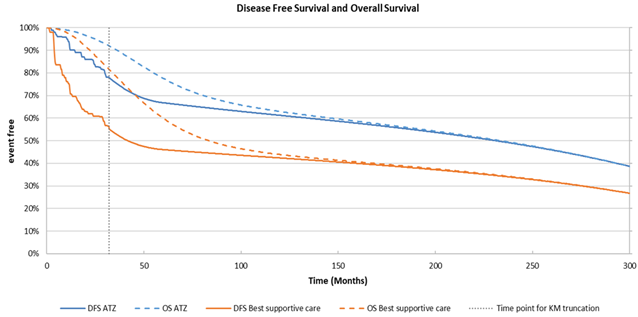 Disease Free Survival and Overall Survival
100%
90%
80%
70%
60%
50%
40%
30%
20%
10%
0%
event free
0 50 100 150 200 250 300
Time (Months)
DFS ATZ OS ATZ DFS Best supportive care OS Best supportive care Time point for KM truncation